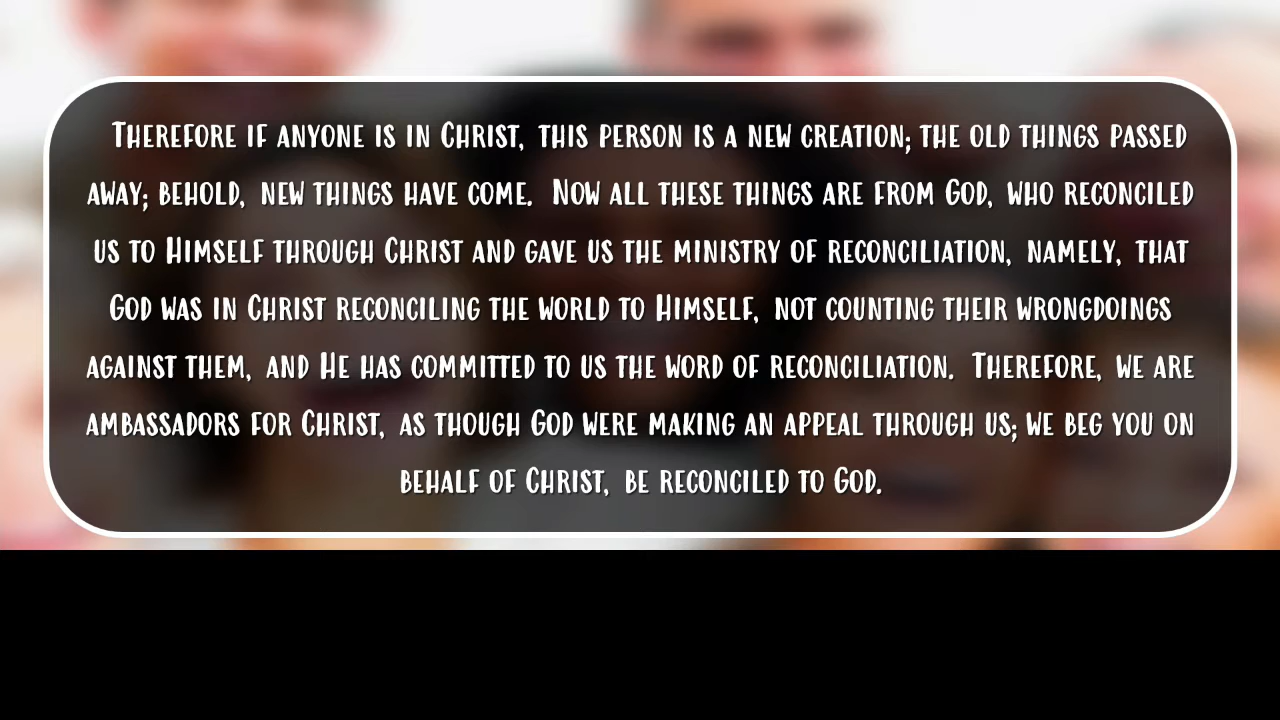 Therefore if anyone is in Christ, this person is a new creation; the old things passed
away; behold, new things have come. Now all these things are from God, who reconciled
us to Himself through Christ and gave us the ministry of reconciliation, namely, that
God was in Christ reconciling the world to Himself, not counting their wrongdoings
against them, and He has committed to us the word of reconciliation. Therefore, we are
ambassadors for Christ, as though God were making an appeal through us; we beg you on
behalf of Christ, be reconciled to God.